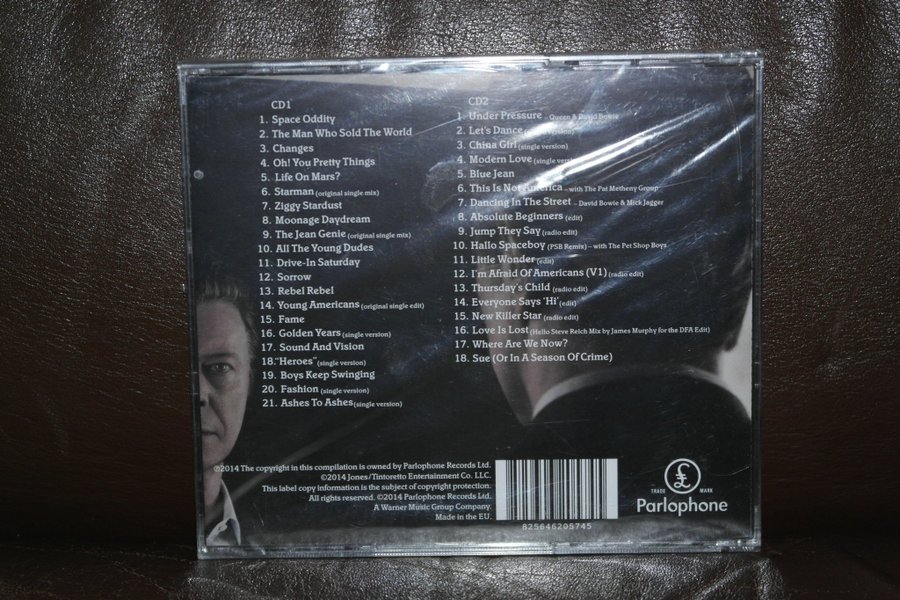 CD1
1. Space Oddity
2. The Man Who Sold The World
3. Changes
4. Oh! You Pretty Things
5. Life On Mars?
6. Starman (original single mix)
7. Ziggy Stardust
8. Moonage Daydream
9. The Jean Genie (original single mix)
10. All The Young Dudes
11. Drive-In Saturday
12. Sorrow
13. Rebel Rebel
14. Young Americans (original single edit)
15. Fame
16. Golden Years (single version)
17. Sound And Vision
18. "Heroes" (single version)
19. Boys Keep Swinging
20. Fashion (single version)
21. Ashes To Ashes (single version)
CD2
1. Under Pressure - Queen & David Bowie
2. Let's Dance version)
3. China Girl (single version)
4. Modern Love (single version)
5. Blue Jean
6. This Is Not America – with The Pat Metheny Group
7. Dancing In The Street – David Bowie & Mick Jagger
8. Absolute Beginners (edit)
9. Jump They Say (radio edit)
10. Hallo Spaceboy (PSB Remix) – with The Pet Shop Boys
11. Little Wonder (edit)
12. I'm Afraid Of Americans (V1) (radio edit)
13. Thursday's Child (radio edit)
14. Everyone Says 'Hi' (edit)
15. New Killer Star (radio edit)
16. Love Is Lost (Hello Steve Reich Mix by James Murphy for the DFA Edit)
17. Where Are We Now?
18. Sue (Or In A Season Of Crime)
℗2014 The copyright in this compilation is owned by Parlophone Records Ltd.
©2014 Jones/Tintoretto Entertainment Co. LLC.
This label copy information is the subject of copyright protection.
All rights reserved. ©2014 Parlophone Records Ltd.
A Warner Music Group Company.
Made in the EU.
825646205745
£
TRADE MARK
Parlophone